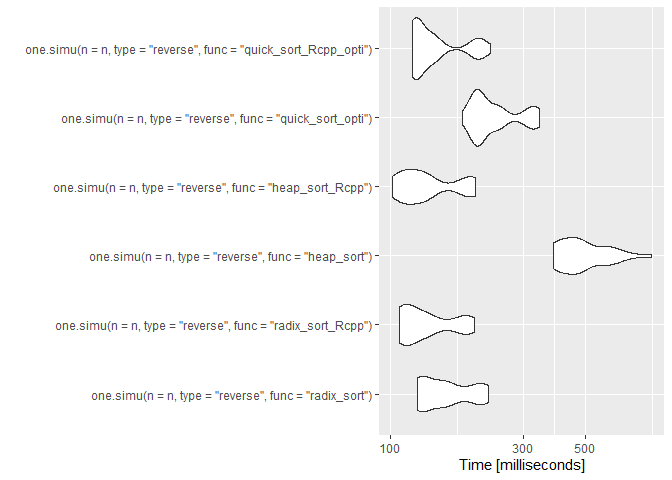 one.simu(n = n, type = "reverse", func = "quick_sort_Rcpp_opti")
one.simu(n = n, type = "reverse", func = "quick_sort_opti")
one.simu(n = n, type = "reverse", func = "heap_sort_Rcpp")
one.simu(n = n, type = "reverse", func = "heap_sort")
one.simu(n = n, type = "reverse", func = "radix_sort_Rcpp")
one.simu(n = n, type = "reverse", func = "radix_sort")
100 300 500
Time [milliseconds]